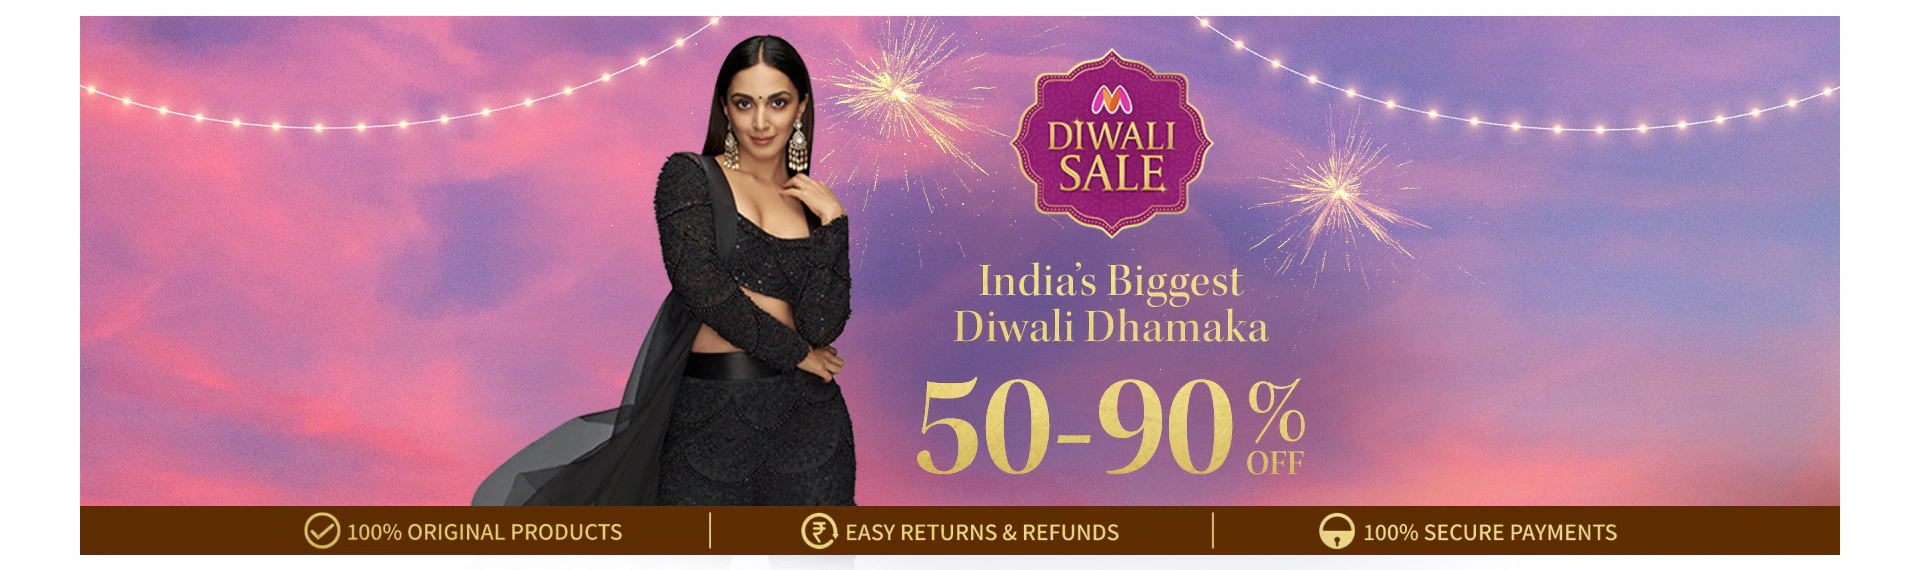 DIWALI
SALE
India's Biggest
Diwali Dhamaka
50-90%
OFF
100% ORIGINAL PRODUCTS
EASY RETURNS & REFUNDS
100% SECURE PAYMENTS